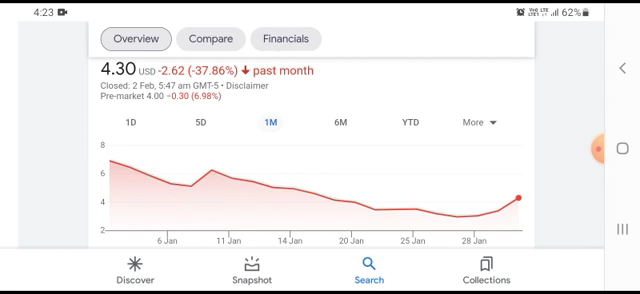 4:23
VoI) LTE
LTE1
62%
Overview
Compare
Financials
4.30 USD -2.62 (-37.86%) ↓ past month
Closed: 2 Feb, 5:47 am GMT-5 • Disclaimer
Pre-market 4.00 −0.30 (6.98%)
1D
5D
1M
6M
YTD
More
8
6
4
2
6 Jan
11 Jan
14 Jan
20 Jan
25 Jan
28 Jan
Discover
Snapshot
Search
Collections